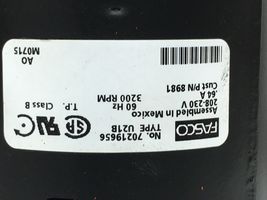 FASCO
No. 70219656
TYPE U21B
Assembled in Mexico
208-230 V 60 Hz
.64 A 3200 RPM
Cust P/N 8981
T.P. Class B
AO
M0715